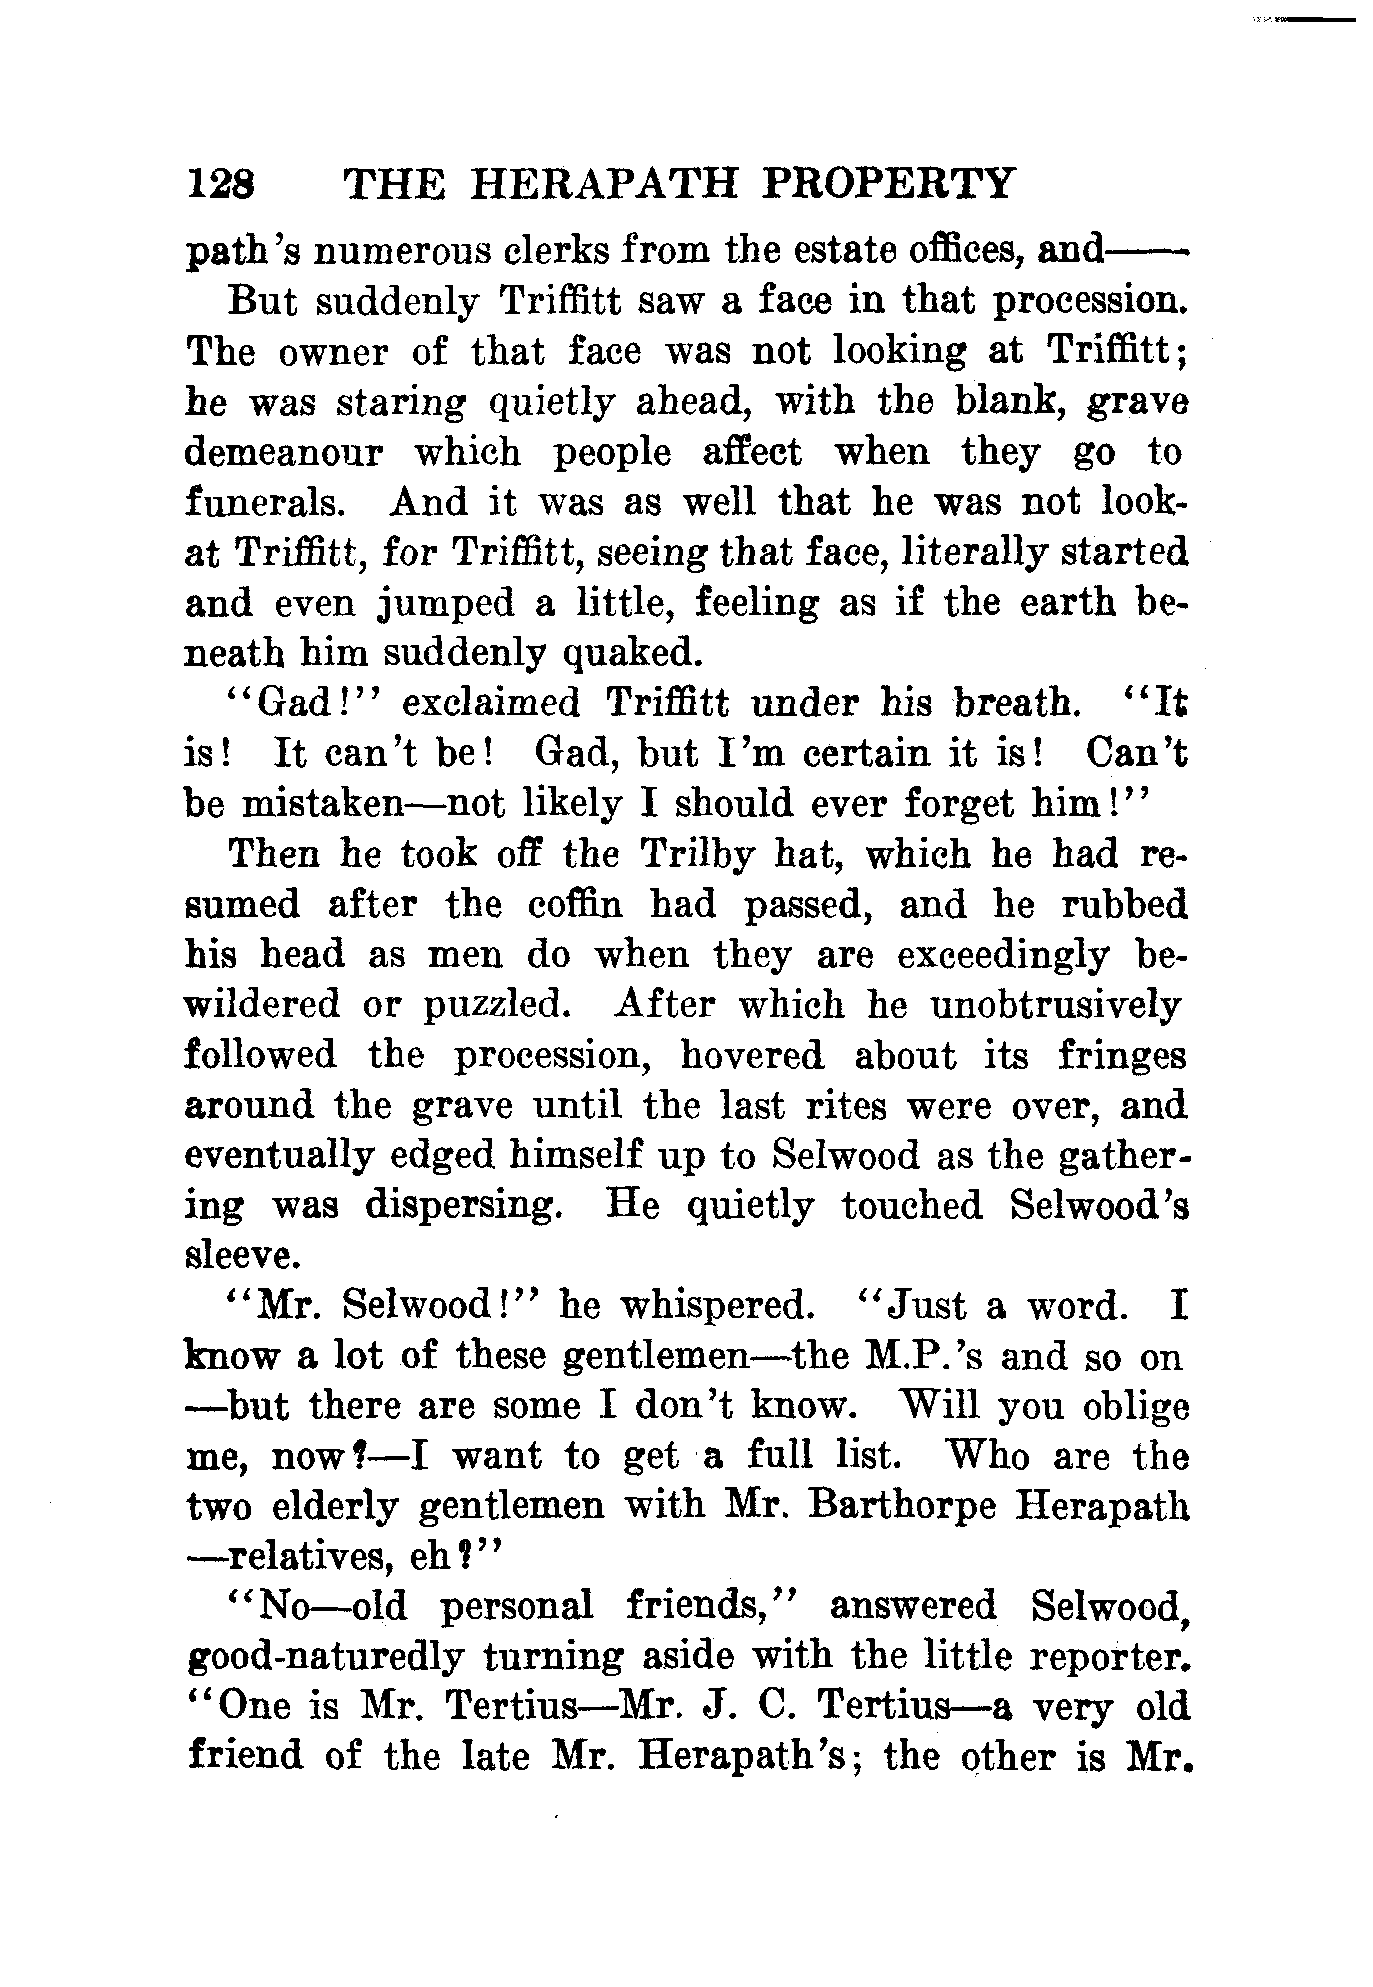 128 THE HERAPATH PROPERTY
path's numerous clerks from the estate offices, and——
But suddenly Triffitt saw a face in that procession.
The owner of that face was not looking at Triffitt;
he was staring quietly ahead, with the blank, grave
demeanour which people affect when they go to
funerals. And it was as well that he was not look-
at Triffitt, for Triffitt, seeing that face, literally started
and even jumped a little, feeling as if the earth be-
neath him suddenly quaked.
"Gad!" exclaimed Triffitt under his breath. "It
is! It can't be! Gad, but I'm certain it is! Can't
be mistaken—not likely I should ever forget him!"
Then he took off the Trilby hat, which he had re-
sumed after the coffin had passed, and he rubbed
his head as men do when they are exceedingly be-
wildered or puzzled. After which he unobtrusively
followed the procession, hovered about its fringes
around the grave until the last rites were over, and
eventually edged himself up to Selwood as the gather-
ing was dispersing. He quietly touched Selwood's
sleeve.
"Mr. Selwood!" he whispered. "Just a word. I
know a lot of these gentlemen—the M.P.'s and so on
—but there are some I don't know. Will you oblige
me, now?—I want to get a full list. Who are the
two elderly gentlemen with Mr. Barthorpe Herapath
—relatives, eh?"
"No—old personal friends," answered Selwood,
good-naturedly turning aside with the little reporter.
"One is Mr. Tertius—Mr. J. C. Tertius—a very old
friend of the late Mr. Herapath's; the other is Mr.